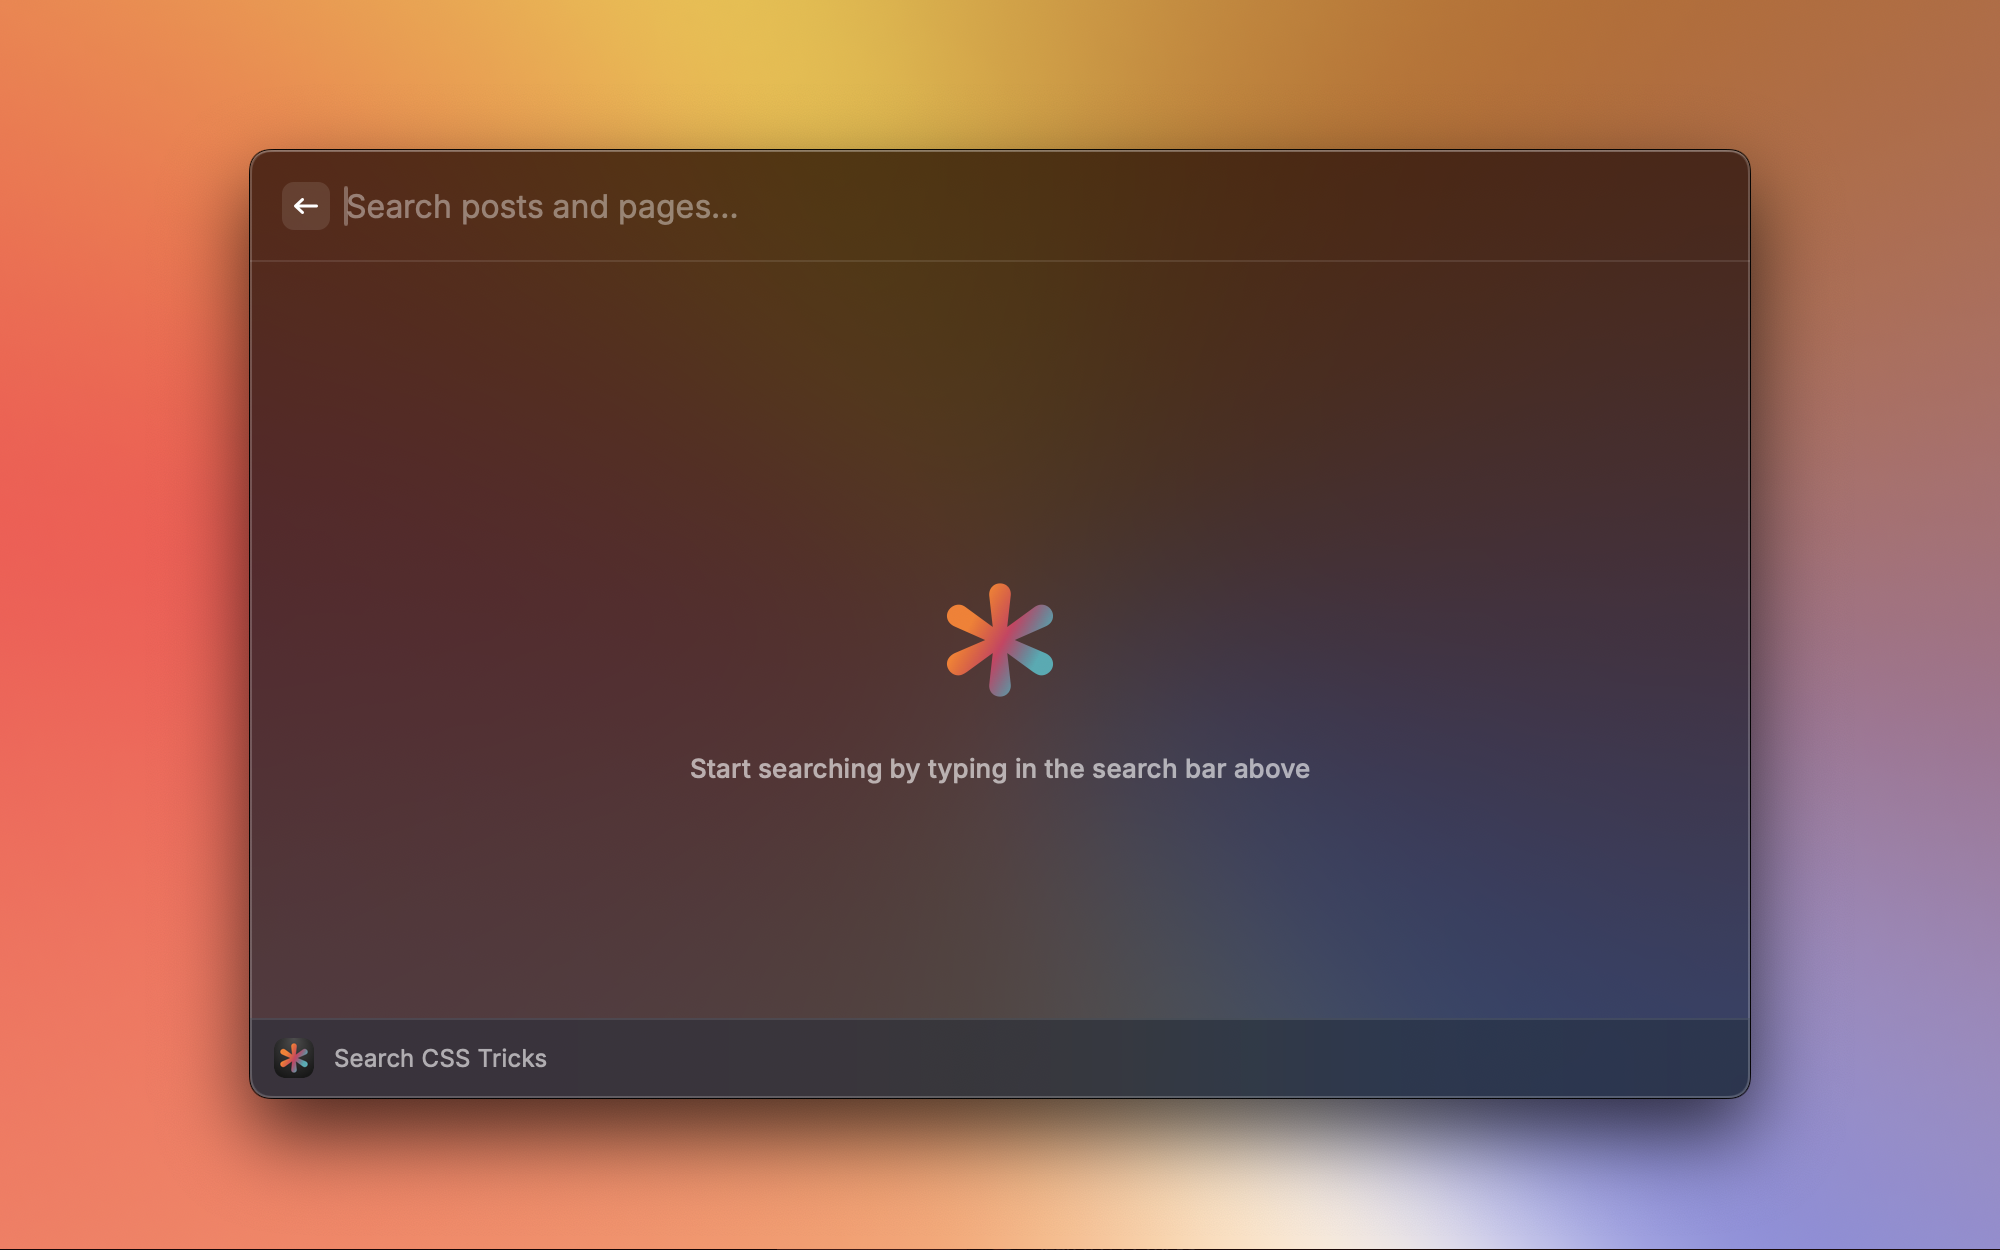 Search posts and pages...
Start searching by typing in the search bar above
Search CSS Tricks